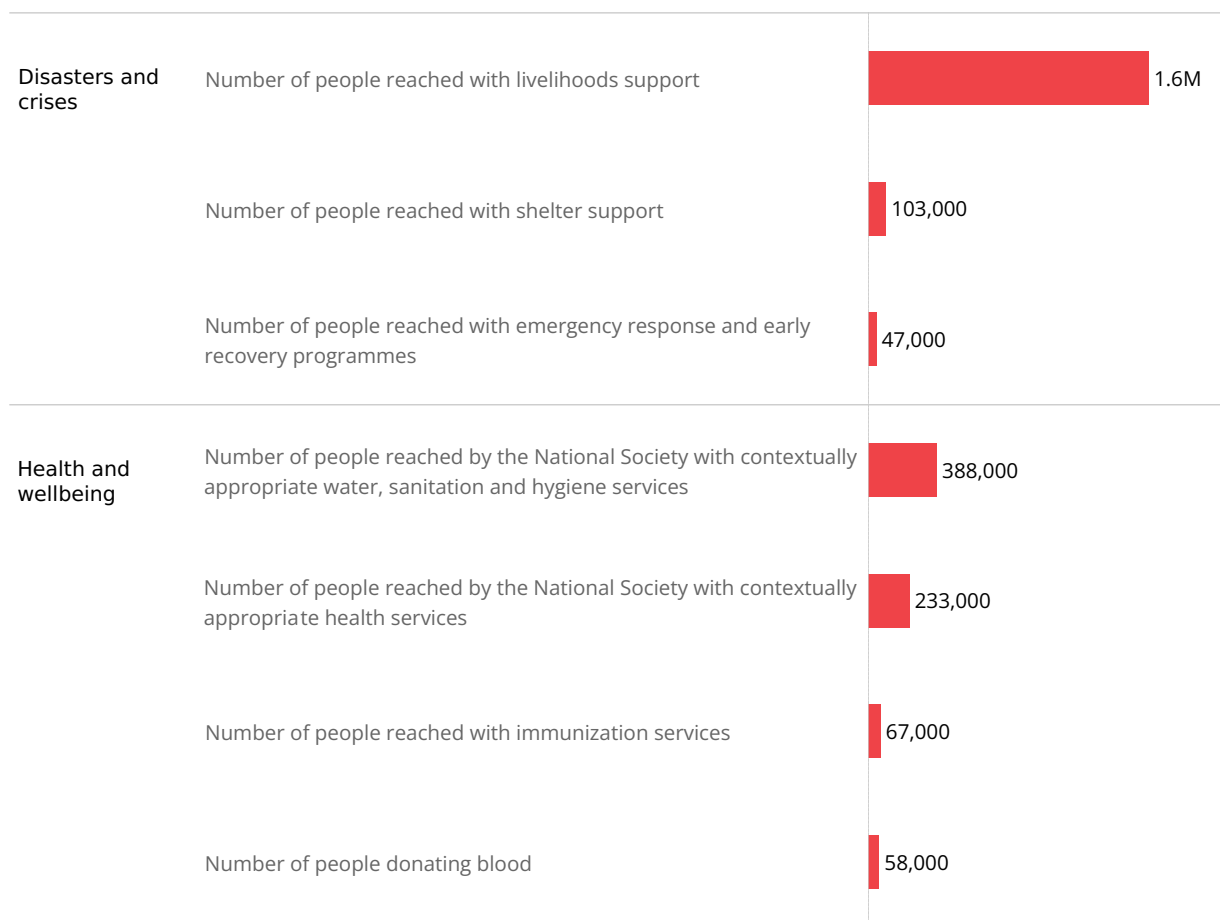 Disasters and
crises
Number of people reached with livelihoods support
1.6M
Number of people reached with shelter support
103,000
Number of people reached with emergency response and early
recovery programmes
47,000
Health and
wellbeing
Number of people reached by the National Society with contextually
appropriate water, sanitation and hygiene services
388,000
Number of people reached by the National Society with contextually
appropriate health services
233,000
Number of people reached with immunization services
67,000
Number of people donating blood
58,000